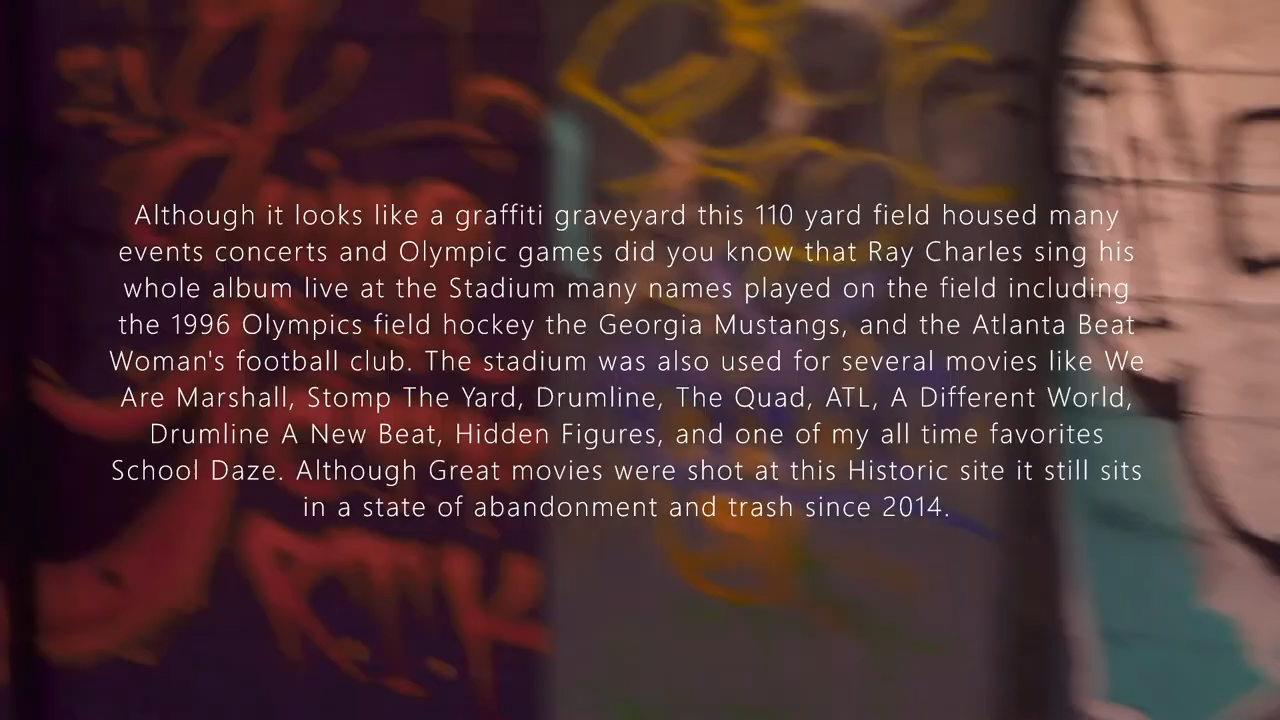 Although it looks like a graffiti graveyard this 110 yard field housed many
events concerts and Olympic games did you know that Ray Charles sing his
whole album live at the Stadium many names played on the field including
the 1996 Olympics field hockey the Georgia Mustangs, and the Atlanta Beat
Woman's football club. The stadium was also used for several movies like We
Are Marshall, Stomp The Yard, Drumline, The Quad, ATL, A Different World,
Drumline A New Beat, Hidden Figures, and one of my all time favorites
School Daze. Although Great movies were shot at this Historic site it still sits
in a state of abandonment and trash since 2014.